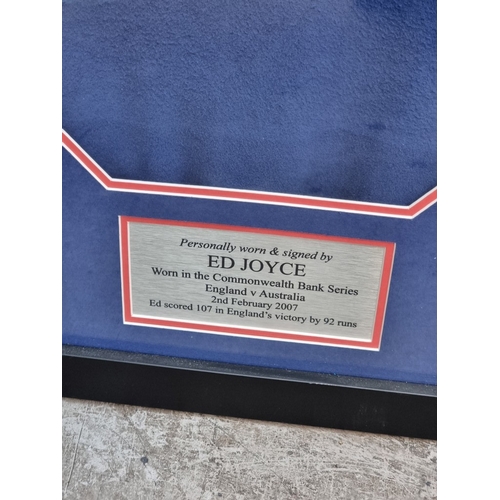 Personally worn & signed by
ED JOYCE
Worn in the Commonwealth Bank Series
England v Australia
2nd February 2007
Ed scored 107 in England's victory by 92 runs